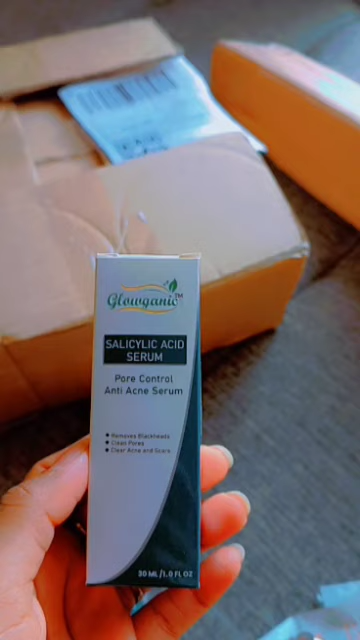 Glowganic™
SALICYLIC ACID
SERUM
Pore Control
Anti Acne Serum
• Removes Blackheads
• Clean Pores
• Clear Acne and Scars
30 ML/1.0 FL OZ